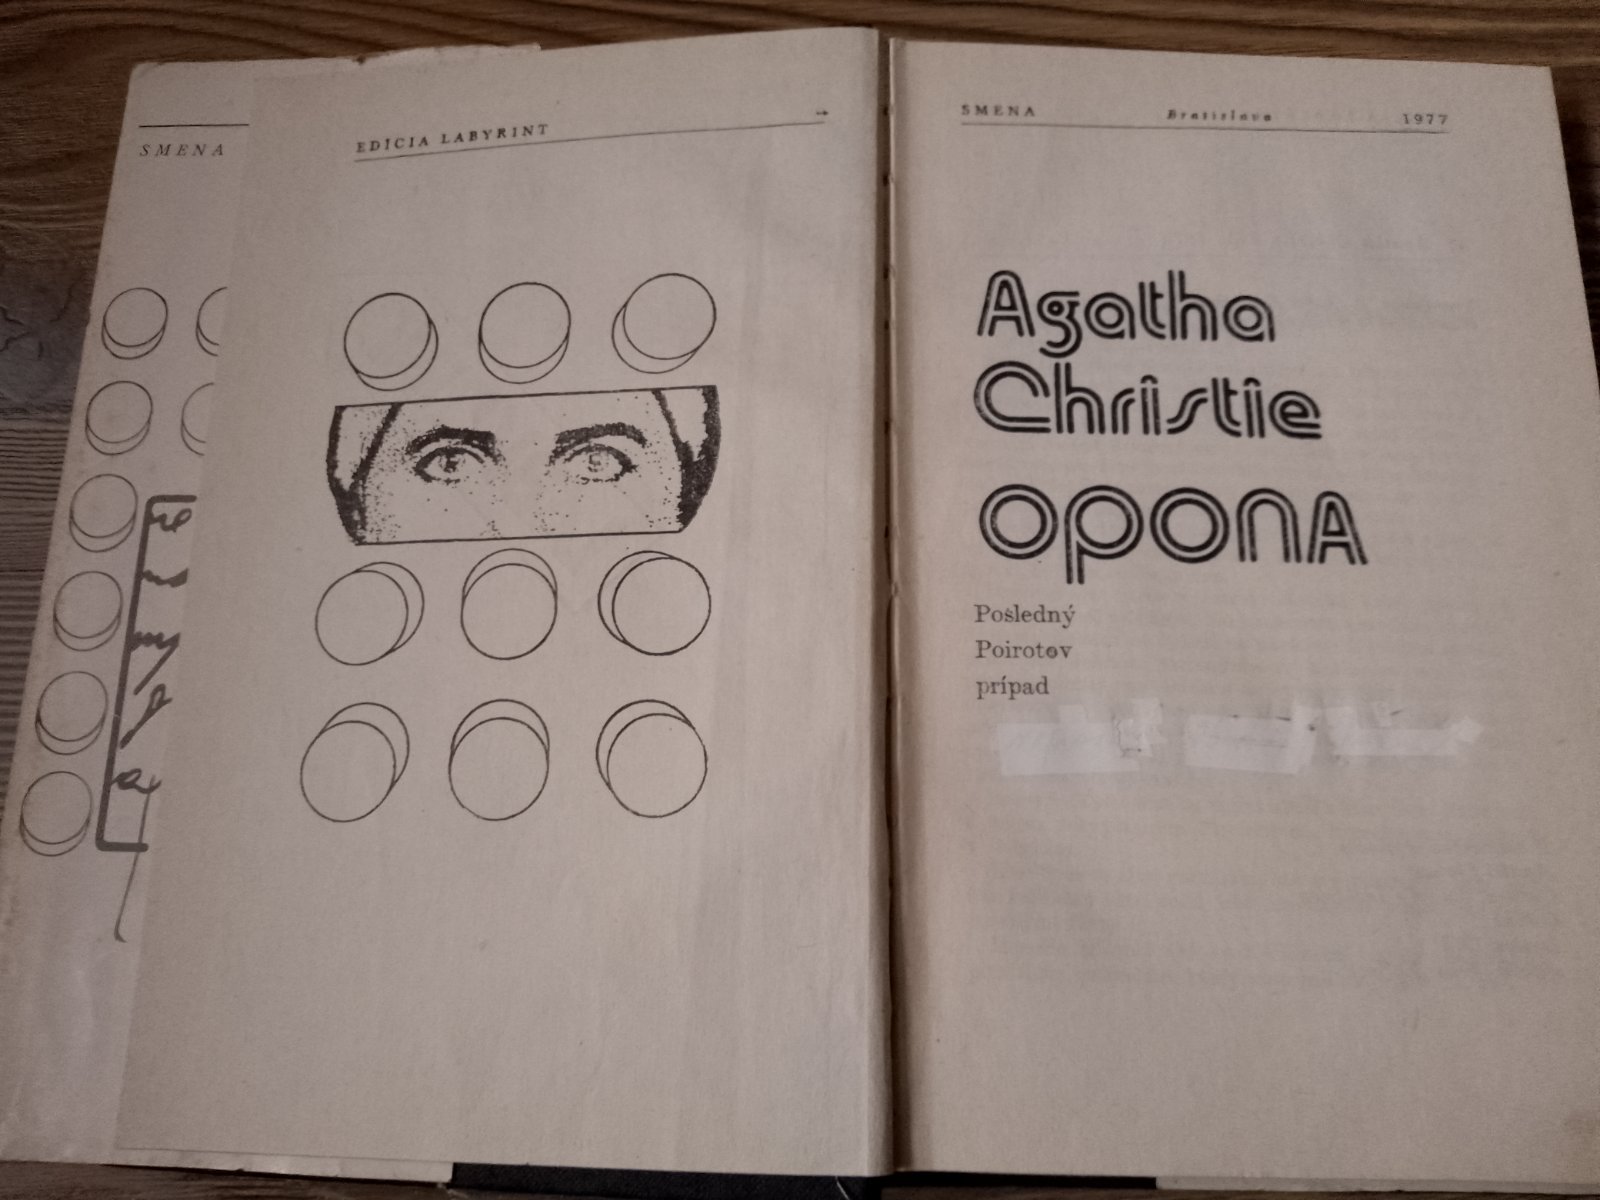 SMENA
EDÍCIA LABYRINT
SMENA Bratislava 1977
Agatha
Christie
opona
Posledný
Poirotov
prípad